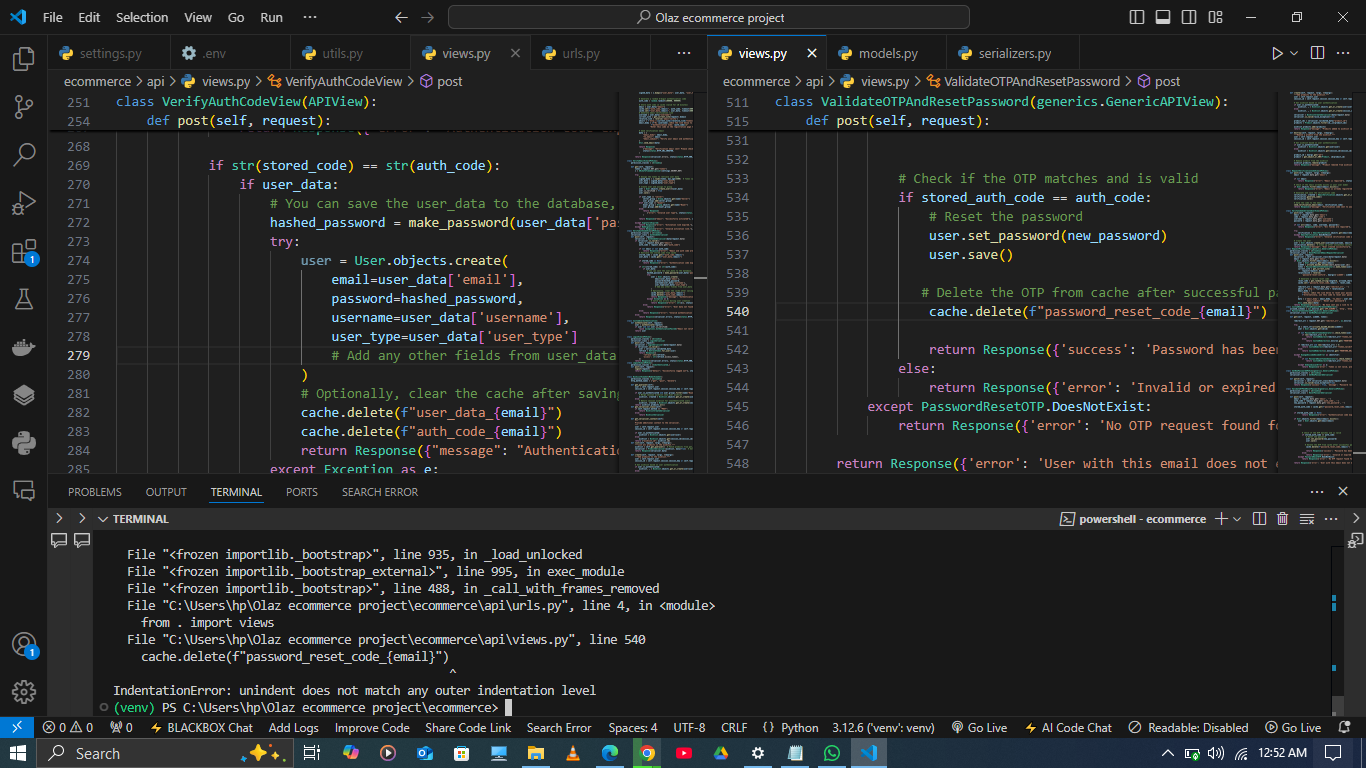 File Edit Selection View Go Run ··· Olaz ecommerce project
settings.py .env utils.py views.py urls.py ···
views.py models.py serializers.py ···
ecommerce > api > views.py > VerifyAuthCodeView > post
ecommerce > api > views.py > ValidateOTPAndResetPassword > post
251 class VerifyAuthCodeView(APIView):
254 def post(self, request):
268
269 if str(stored_code) == str(auth_code):
270 if user_data:
271 # You can save the user_data to the database,
272 hashed_password = make_password(user_data['pa
273 try:
274 user = User.objects.create(
275 email=user_data['email'],
276 password=hashed_password,
277 username=user_data['username'],
278 user_type=user_data['user_type']
279 # Add any other fields from user_data
280 )
281 # Optionally, clear the cache after saving
282 cache.delete(f"user_data_{email}")
283 cache.delete(f"auth_code_{email}")
284 return Response({"message": "Authenticatio
285 except Exception as e:
511 class ValidateOTPAndResetPassword(generics.GenericAPIView):
515 def post(self, request):
531
532
533 # Check if the OTP matches and is valid
534 if stored_auth_code == auth_code:
535 # Reset the password
536 user.set_password(new_password)
537 user.save()
538
539 # Delete the OTP from cache after successful pa
540 cache.delete(f"password_reset_code_{email}")
541
542 return Response({'success': 'Password has been
543 else:
544 return Response({'error': 'Invalid or expired
545 except PasswordResetOTP.DoesNotExist:
546 return Response({'error': 'No OTP request found fo
547
548 return Response({'error': 'User with this email does not
PROBLEMS OUTPUT TERMINAL PORTS SEARCH ERROR
TERMINAL powershell - ecommerce
File "<frozen importlib._bootstrap>", line 935, in _load_unlocked
File "<frozen importlib._bootstrap_external>", line 995, in exec_module
File "<frozen importlib._bootstrap>", line 488, in _call_with_frames_removed
File "C:\Users\hp\Olaz ecommerce project\ecommerce\api\urls.py", line 4, in <module>
from . import views
File "C:\Users\hp\Olaz ecommerce project\ecommerce\api\views.py", line 540
cache.delete(f"password_reset_code_{email}")
^
IndentationError: unindent does not match any outer indentation level
(venv) PS C:\Users\hp\Olaz ecommerce project\ecommerce>
0 0 0 BLACKBOX Chat Add Logs Improve Code Share Code Link Search Error Spaces: 4 UTF-8 CRLF {} Python 3.12.6 ('venv': venv) Go Live AI Code Chat Readable: Disabled Go Live
Search 12:52 AM